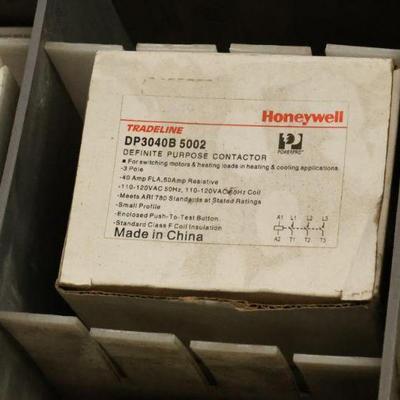 Honeywell
TRADELINE
DP3040B 5002
DEFINITE PURPOSE CONTACTOR
POWERPRO
• For switching motors & heating loads in heating & cooling applications.
-3 Pole
-40 Amp FLA, 50Amp Resistive
-110-120VAC 50Hz, 110-120VAC 60Hz Coil
-Meets ARI 780 Standards at Stated Ratings
-Small Profile
-Enclosed Push-To-Test Button
-Standard Class F Coil Insulation
Made in China
A1 L1 L2 L3
A2 T1 T2 T3